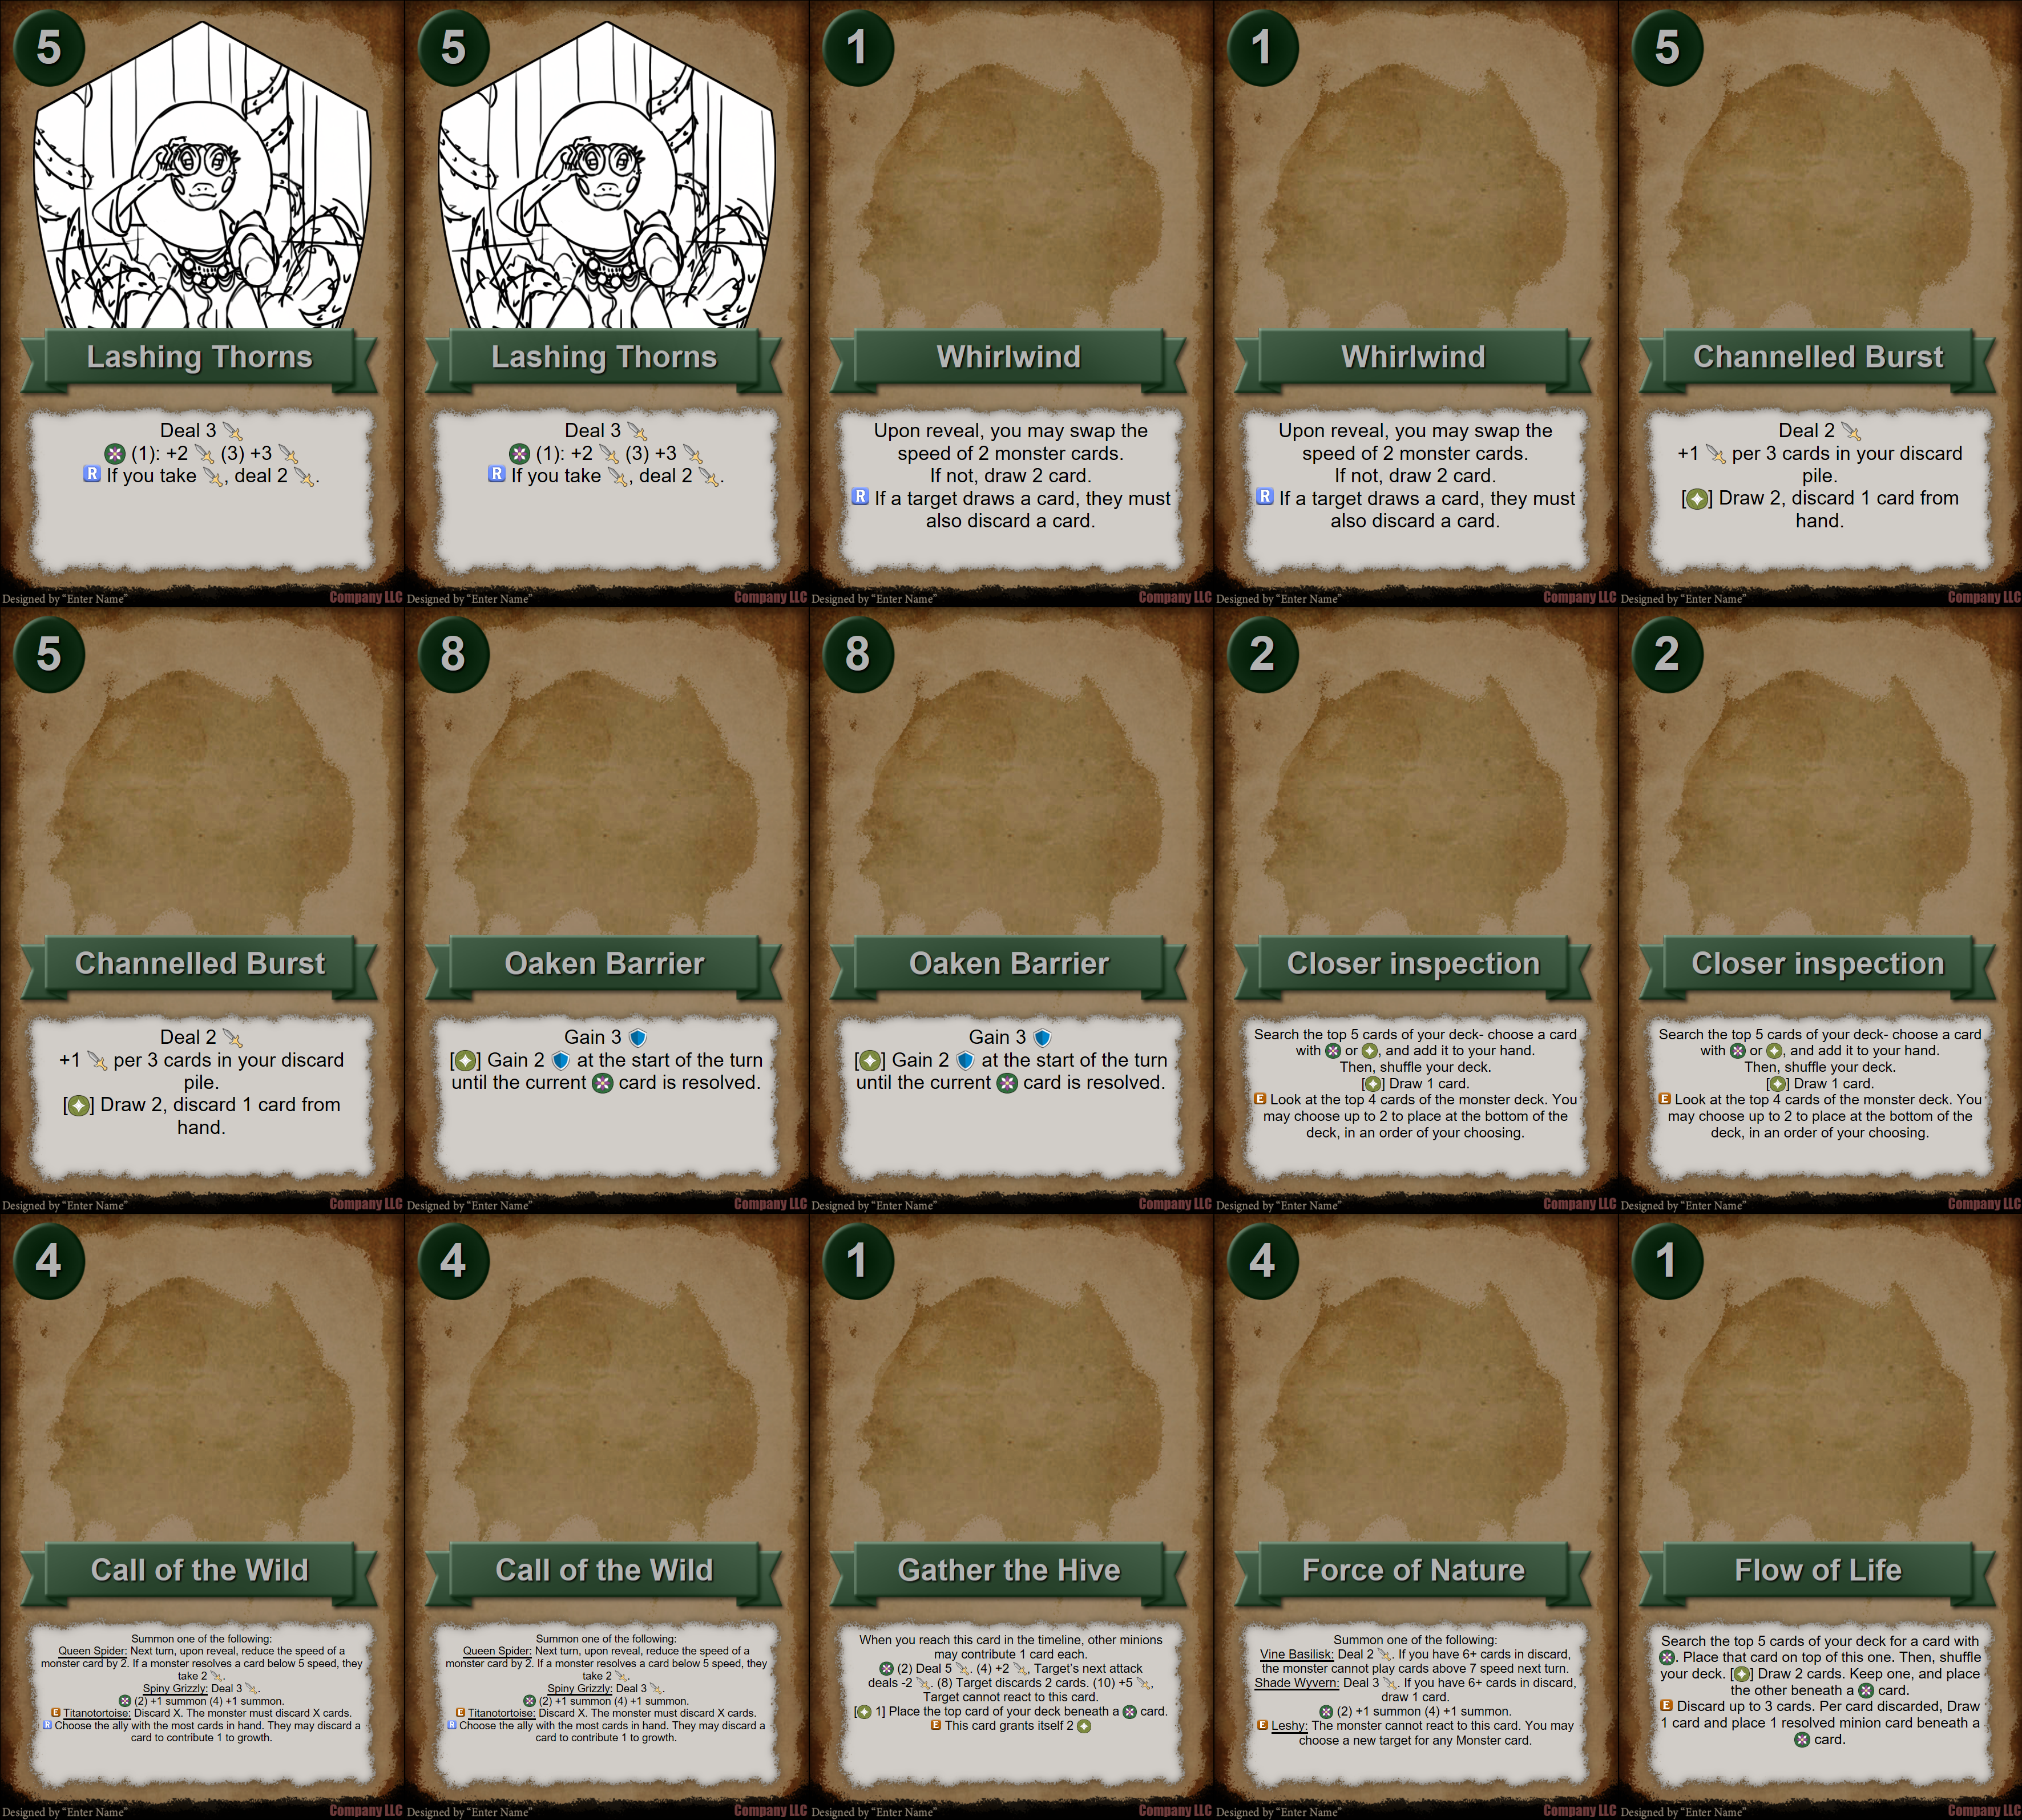 5
Lashing Thorns
Deal 3
(1): +2 (3) +3
R If you take , deal 2 .
Designed by “Enter Name”
Company LLC
5
Lashing Thorns
Deal 3
(1): +2 (3) +3
R If you take , deal 2 .
Designed by “Enter Name”
Company LLC
1
Whirlwind
Upon reveal, you may swap the
speed of 2 monster cards.
If not, draw 2 card.
R If a target draws a card, they must
also discard a card.
Designed by “Enter Name”
Company LLC
1
Whirlwind
Upon reveal, you may swap the
speed of 2 monster cards.
If not, draw 2 card.
R If a target draws a card, they must
also discard a card.
Designed by “Enter Name”
Company LLC
5
Channelled Burst
Deal 2
+1 per 3 cards in your discard
pile.
[ ] Draw 2, discard 1 card from
hand.
Designed by “Enter Name”
Company LLC
5
Channelled Burst
Deal 2
+1 per 3 cards in your discard
pile.
[ ] Draw 2, discard 1 card from
hand.
Designed by “Enter Name”
Company LLC
8
Oaken Barrier
Gain 3
[ ] Gain 2 at the start of the turn
until the current card is resolved.
Designed by “Enter Name”
Company LLC
8
Oaken Barrier
Gain 3
[ ] Gain 2 at the start of the turn
until the current card is resolved.
Designed by “Enter Name”
Company LLC
2
Closer inspection
Search the top 5 cards of your deck- choose a card
with or , and add it to your hand.
Then, shuffle your deck.
[ ] Draw 1 card.
E Look at the top 4 cards of the monster deck. You
may choose up to 2 to place at the bottom of the
deck, in an order of your choosing.
Designed by “Enter Name”
Company LLC
2
Closer inspection
Search the top 5 cards of your deck- choose a card
with or , and add it to your hand.
Then, shuffle your deck.
[ ] Draw 1 card.
E Look at the top 4 cards of the monster deck. You
may choose up to 2 to place at the bottom of the
deck, in an order of your choosing.
Designed by “Enter Name”
Company LLC
4
Call of the Wild
Summon one of the following:
Queen Spider: Next turn, upon reveal, reduce the speed of a
monster card by 2. If a monster resolves a card below 5 speed, they
take 2 .
Spiny Grizzly: Deal 3 .
(2) +1 summon (4) +1 summon.
E Titanotortoise: Discard X. The monster must discard X cards.
R Choose the ally with the most cards in hand. They may discard a
card to contribute 1 to growth.
Designed by “Enter Name”
Company LLC
4
Call of the Wild
Summon one of the following:
Queen Spider: Next turn, upon reveal, reduce the speed of a
monster card by 2. If a monster resolves a card below 5 speed, they
take 2 .
Spiny Grizzly: Deal 3 .
(2) +1 summon (4) +1 summon.
E Titanotortoise: Discard X. The monster must discard X cards.
R Choose the ally with the most cards in hand. They may discard a
card to contribute 1 to growth.
Designed by “Enter Name”
Company LLC
1
Gather the Hive
When you reach this card in the timeline, other minions
may contribute 1 card each.
(2) Deal 5 . (4) +2 , Target's next attack
deals -2 . (8) Target discards 2 cards. (10) +5 ,
Target cannot react to this card.
[ 1] Place the top card of your deck beneath a card.
E This card grants itself 2
Designed by “Enter Name”
Company LLC
4
Force of Nature
Summon one of the following:
Vine Basilisk: Deal 2 . If you have 6+ cards in discard,
the monster cannot play cards above 7 speed next turn.
Shade Wyvern: Deal 3 . If you have 6+ cards in discard,
draw 1 card.
(2) +1 summon (4) +1 summon.
E Leshy: The monster cannot react to this card. You may
choose a new target for any Monster card.
Designed by “Enter Name”
Company LLC
1
Flow of Life
Search the top 5 cards of your deck for a card with
. Place that card on top of this one. Then, shuffle
your deck. [ ] Draw 2 cards. Keep one, and place
the other beneath a card.
E Discard up to 3 cards. Per card discarded, Draw
1 card and place 1 resolved minion card beneath a
card.
Designed by “Enter Name”
Company LLC